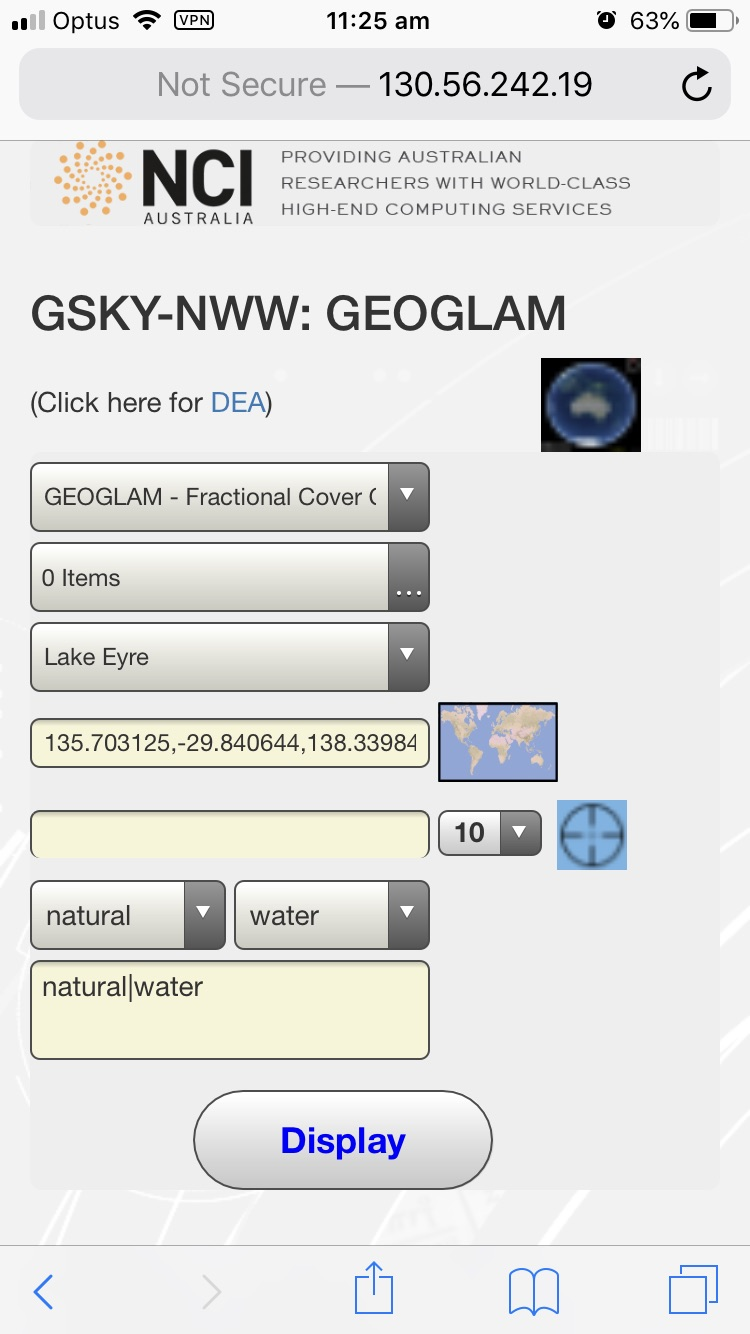 Optus VPN 11:25 am 63%
Not Secure — 130.56.242.19
NCI AUSTRALIA
PROVIDING AUSTRALIAN
RESEARCHERS WITH WORLD-CLASS
HIGH-END COMPUTING SERVICES
GSKY-NWW: GEOGLAM
(Click here for DEA)
GEOGLAM - Fractional Cover
0 Items
...
Lake Eyre
135.703125,-29.840644,138.33984
10
natural water
natural|water
Display